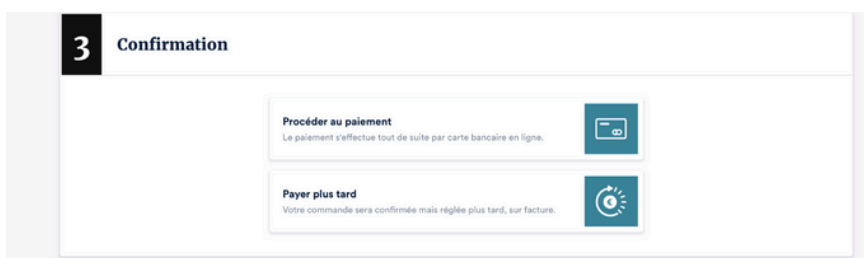 3 Confirmation
Procéder au paiement
Le paiement s'effectue tout de suite par carte bancaire en ligne.
Payer plus tard
Votre commande sera confirmée mais réglée plus tard, sur facture.